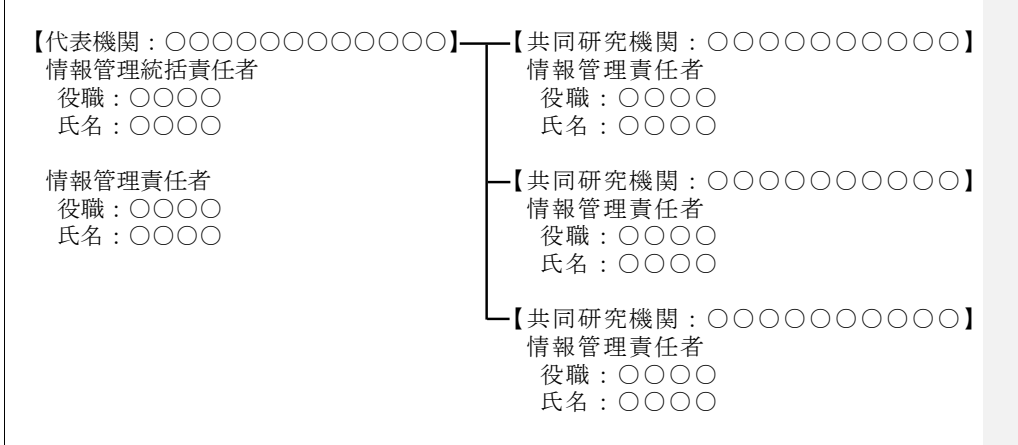 【代表機関：○○○○○○○○○○○○】
情報管理統括責任者
役職：○○○○
氏名：○○○○
情報管理責任者
役職：○○○○
氏名：○○○○
【共同研究機関：○○○○○○○○○○】
情報管理責任者
役職：○○○○
氏名：○○○○
【共同研究機関：○○○○○○○○○○】
情報管理責任者
役職：○○○○
氏名：○○○○
【共同研究機関：○○○○○○○○○○】
情報管理責任者
役職：○○○○
氏名：○○○○